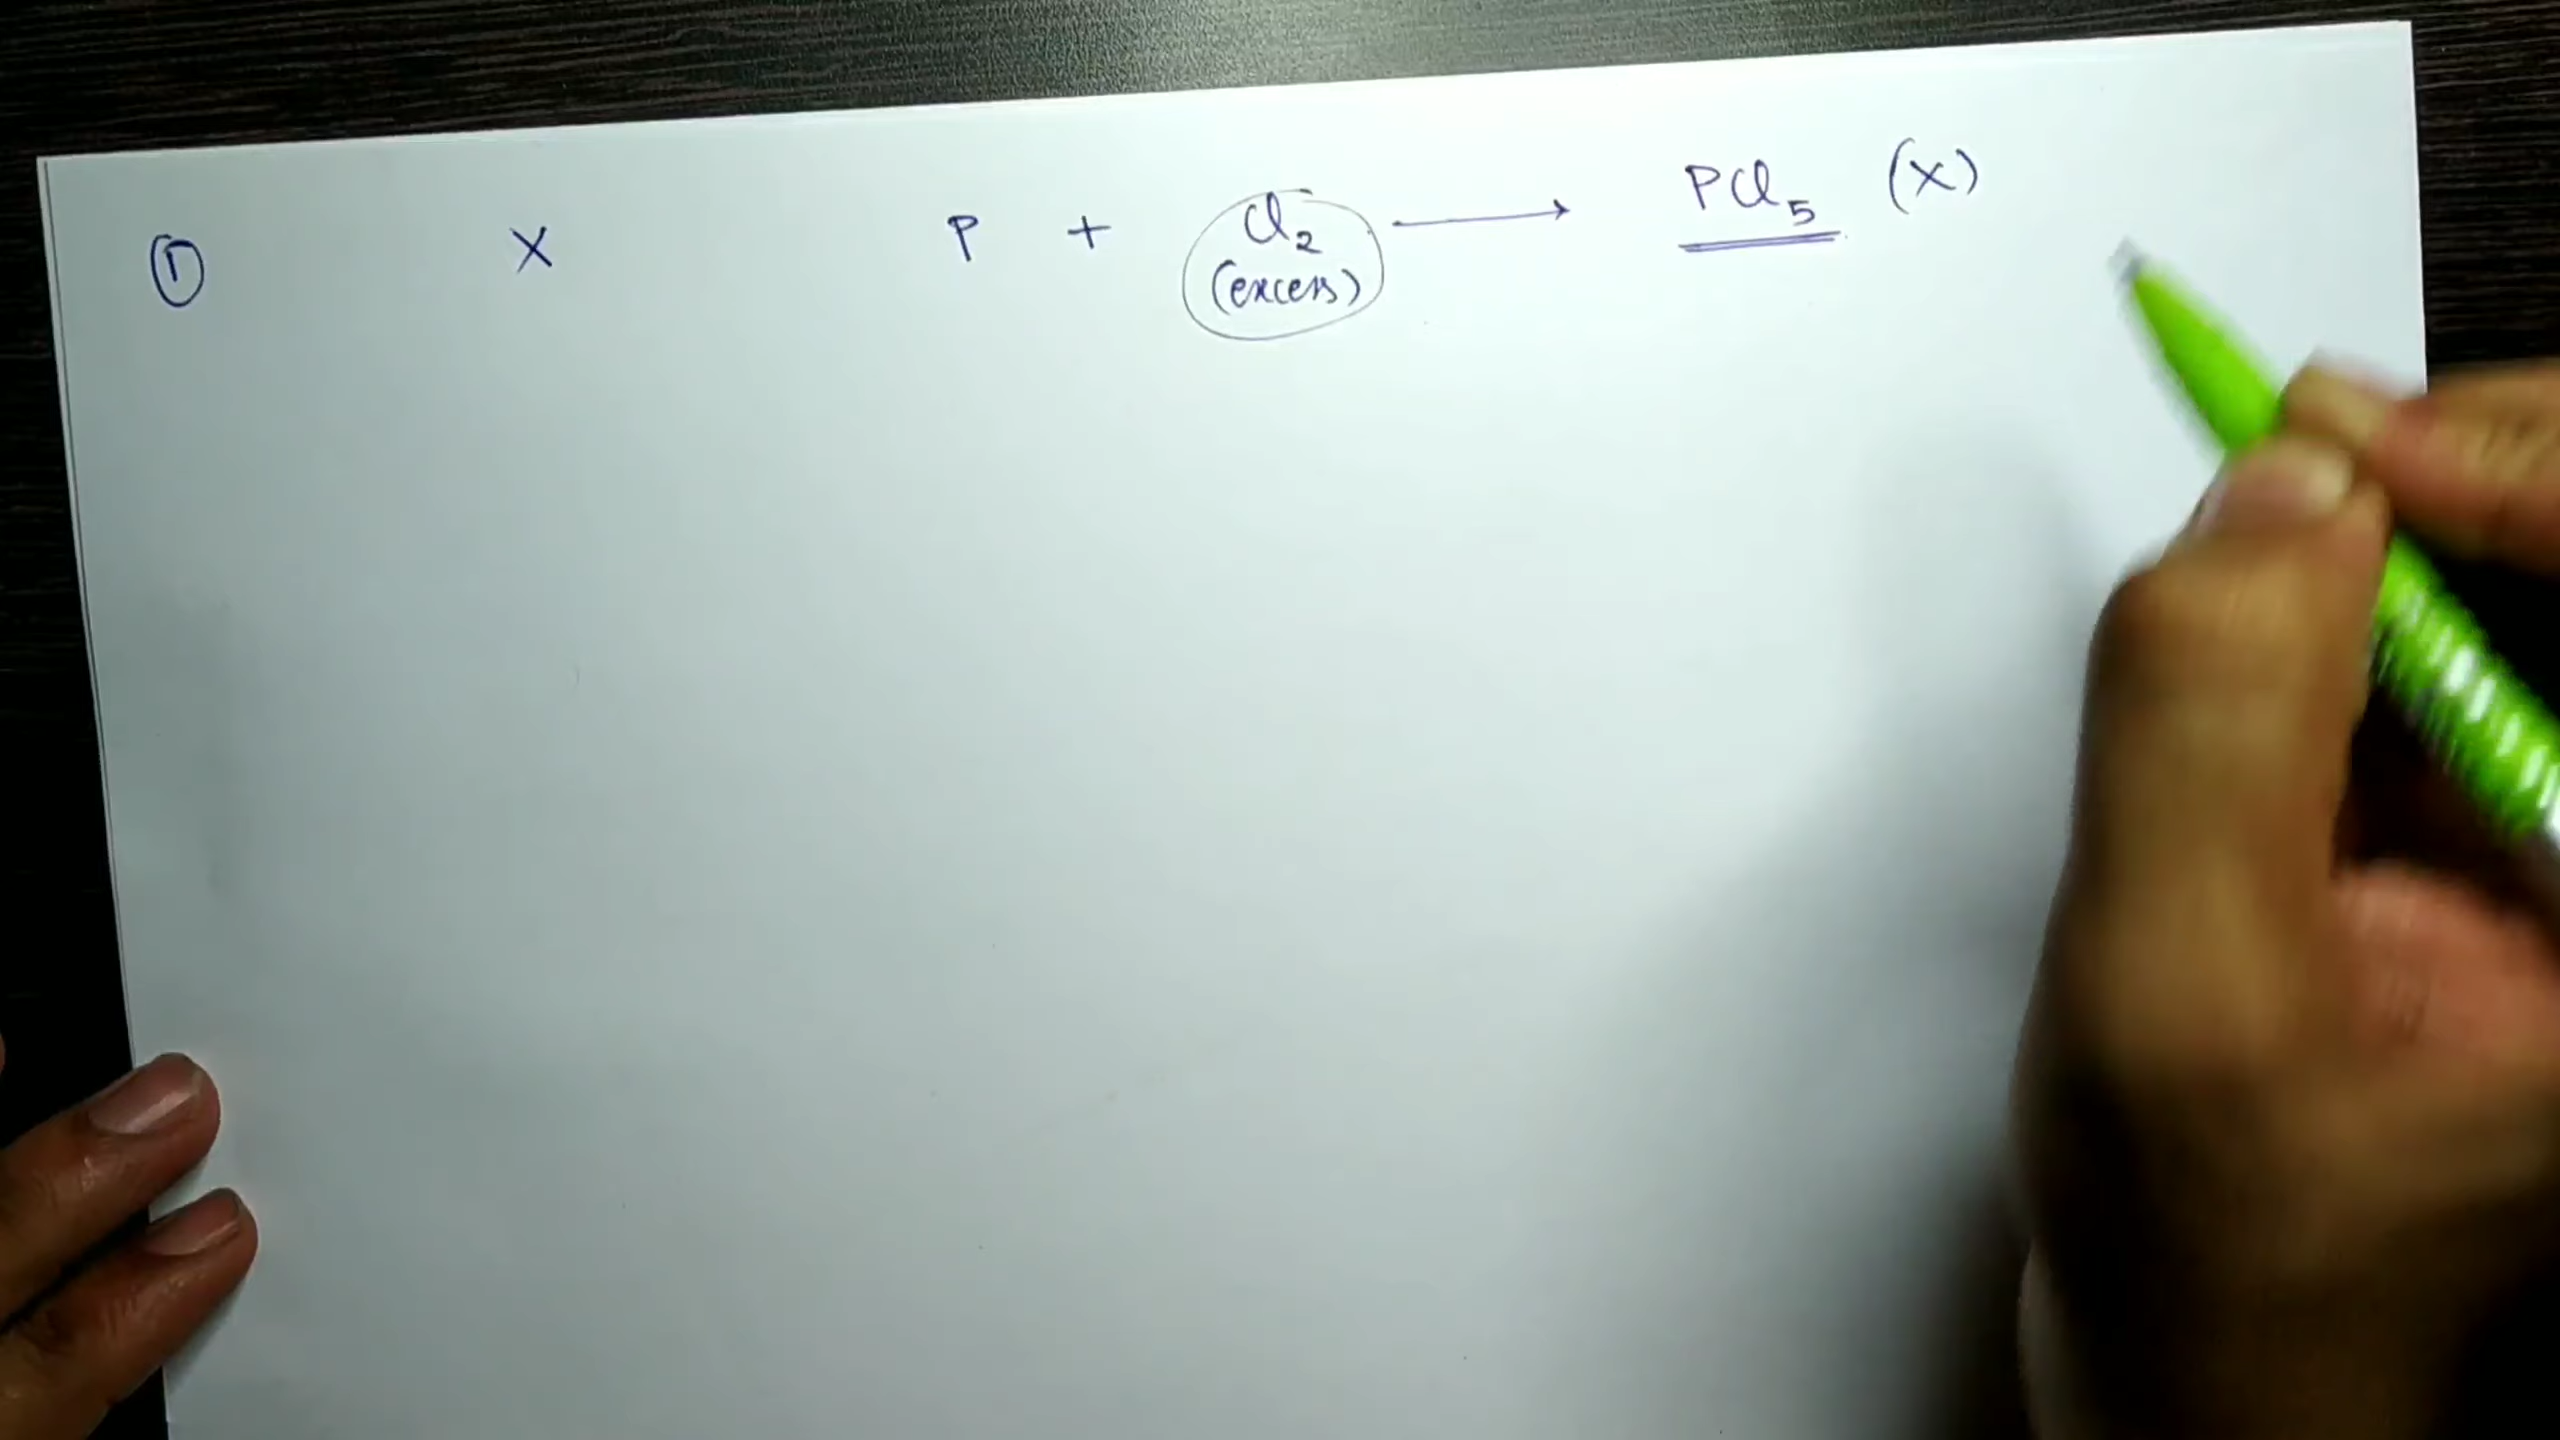 ① X P + Cl₂ ⟶ PCl₅ (X)
(excess)